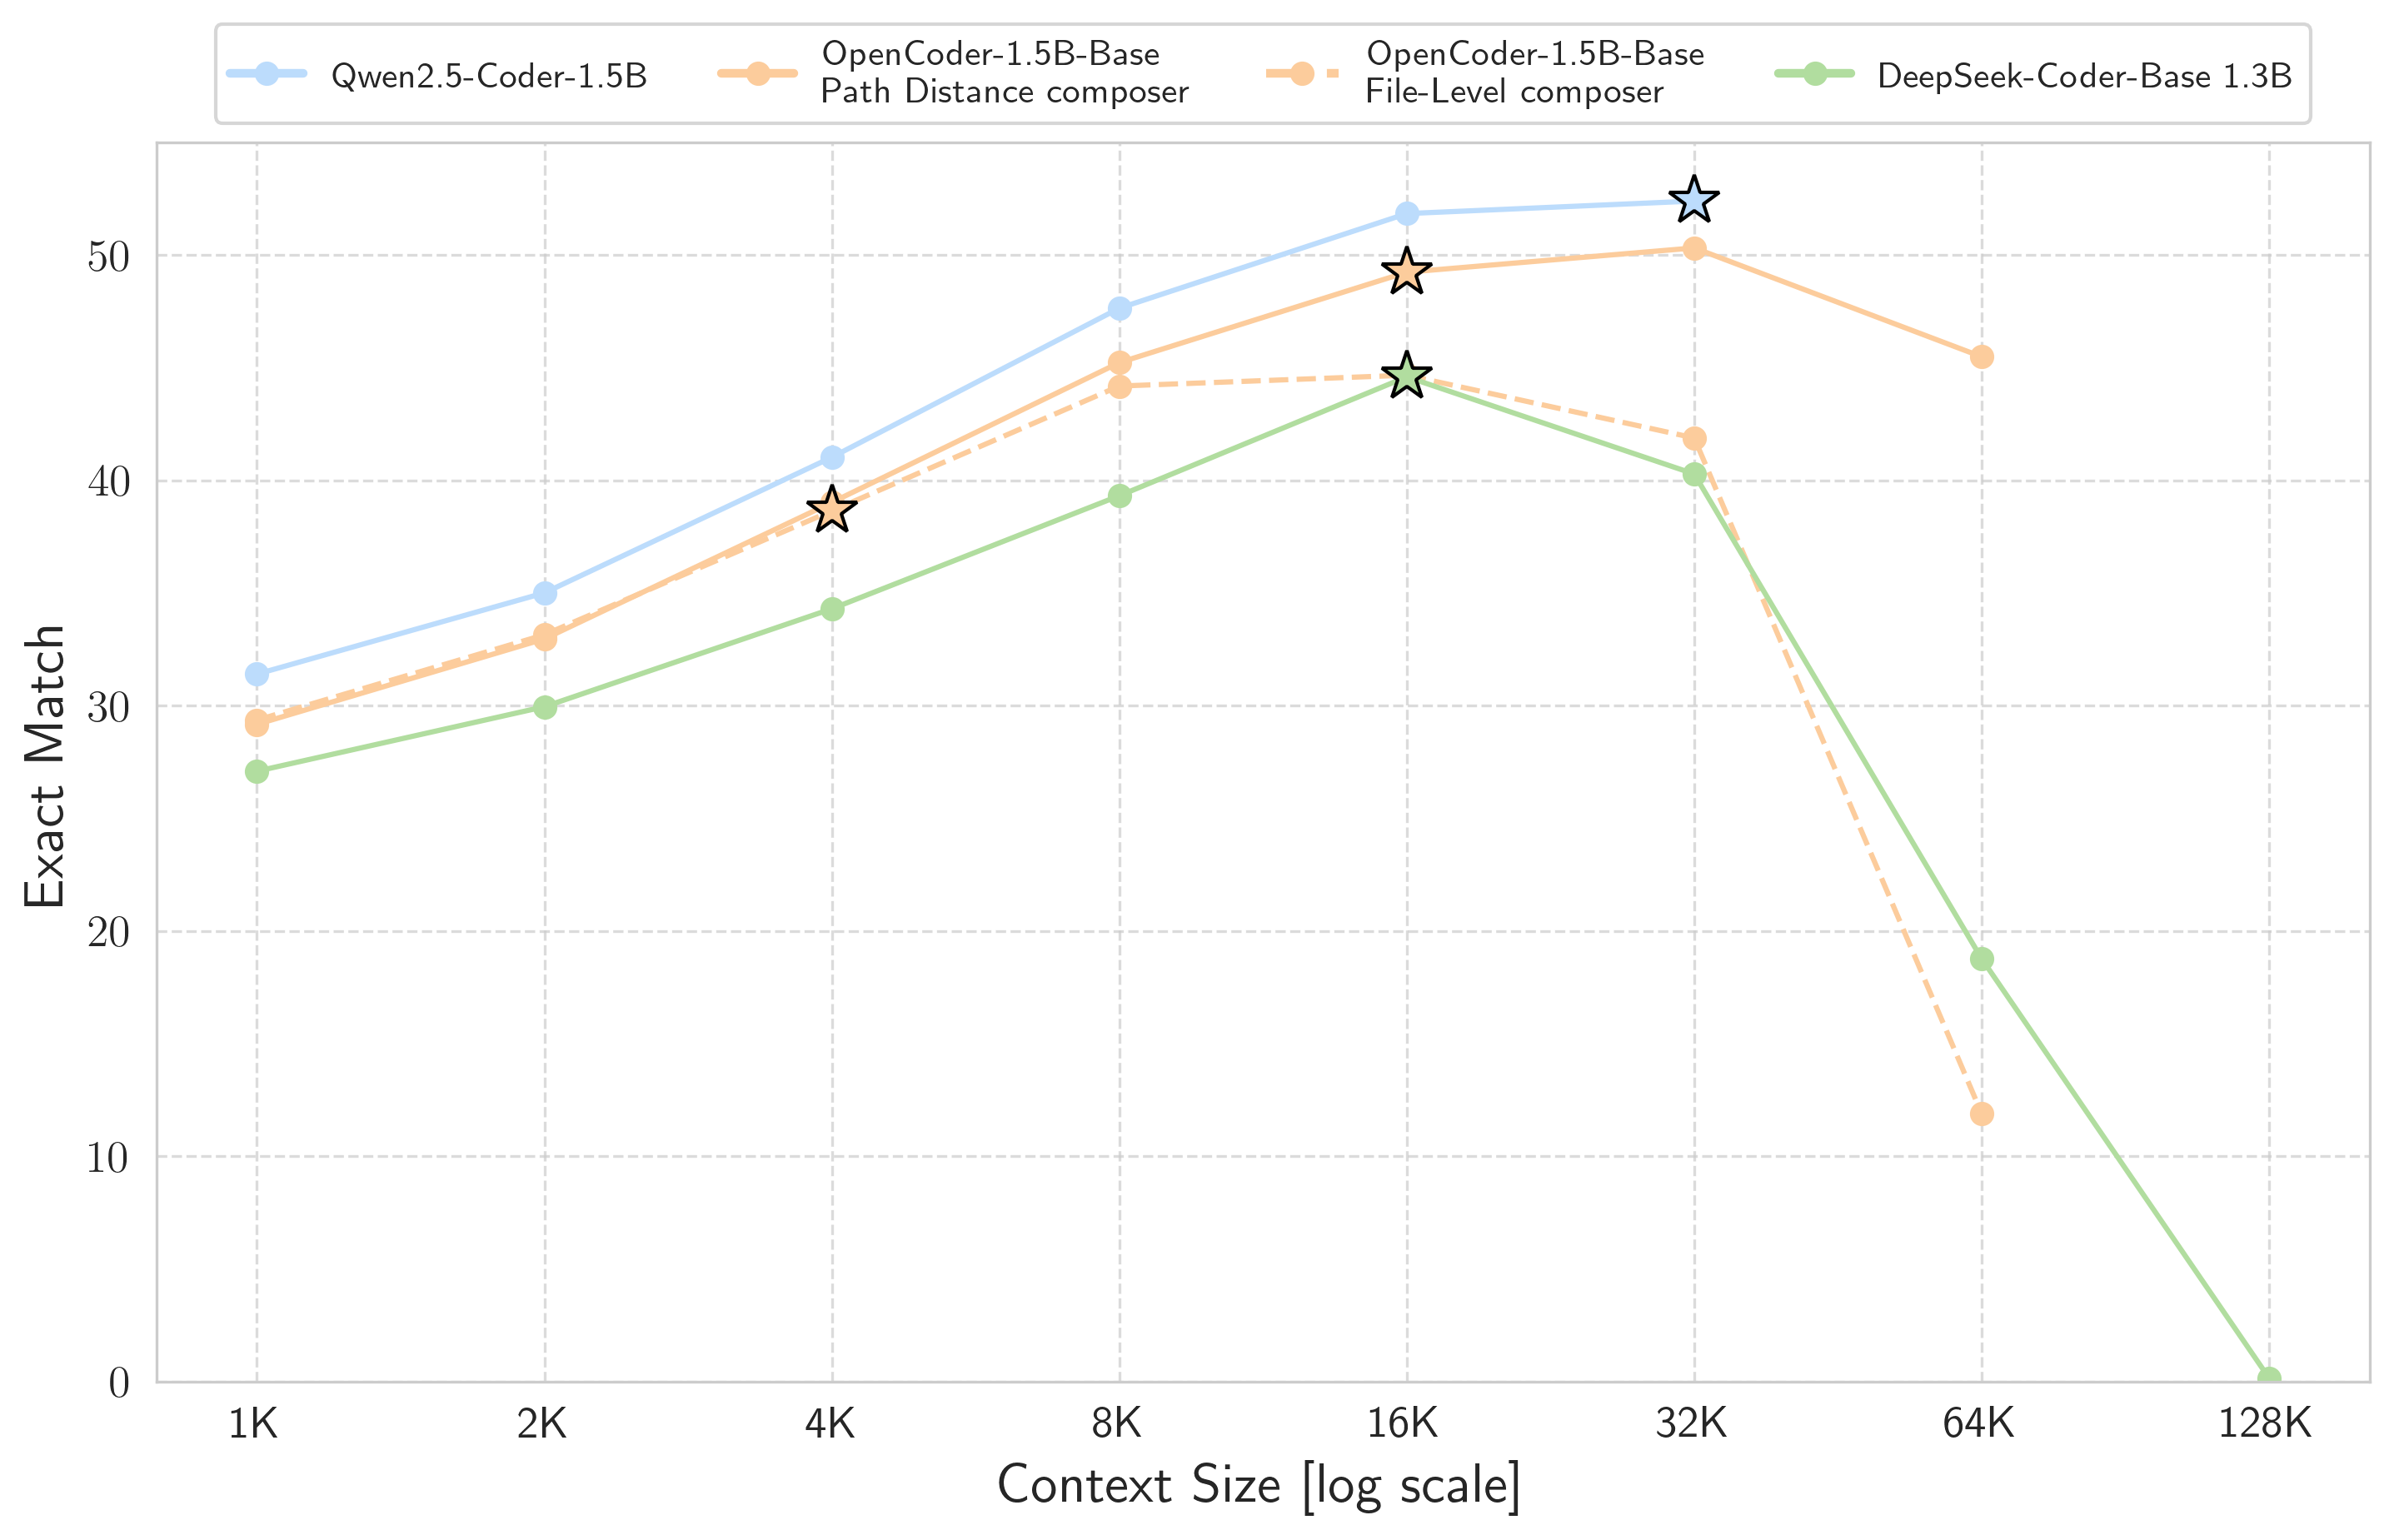 Qwen2.5-Coder-1.5B
OpenCoder-1.5B-Base
Path Distance composer
OpenCoder-1.5B-Base
File-Level composer
DeepSeek-Coder-Base 1.3B
Exact Match
50
40
30
20
10
0
1K 2K 4K 8K 16K 32K 64K 128K
Context Size [log scale]